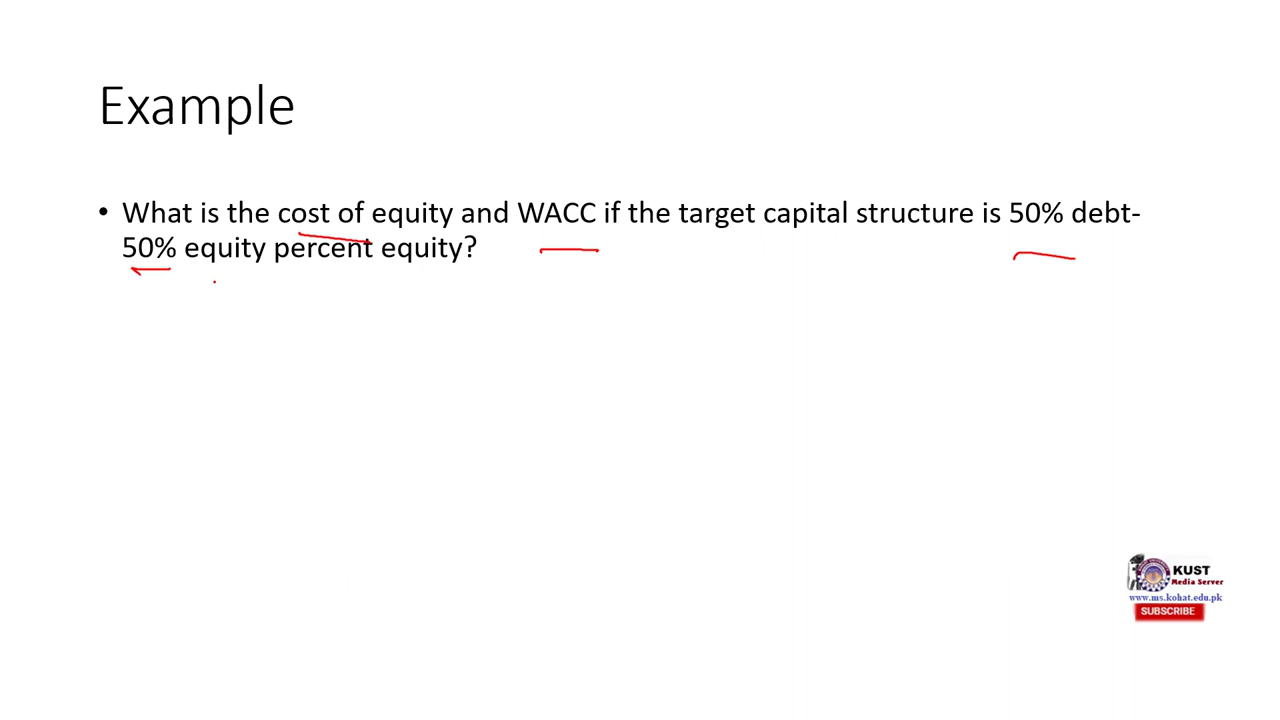 Example
• What is the cost of equity and WACC if the target capital structure is 50% debt-
50% equity percent equity?
KUST
Media Server
www.ms.kohat.edu.pk
SUBSCRIBE